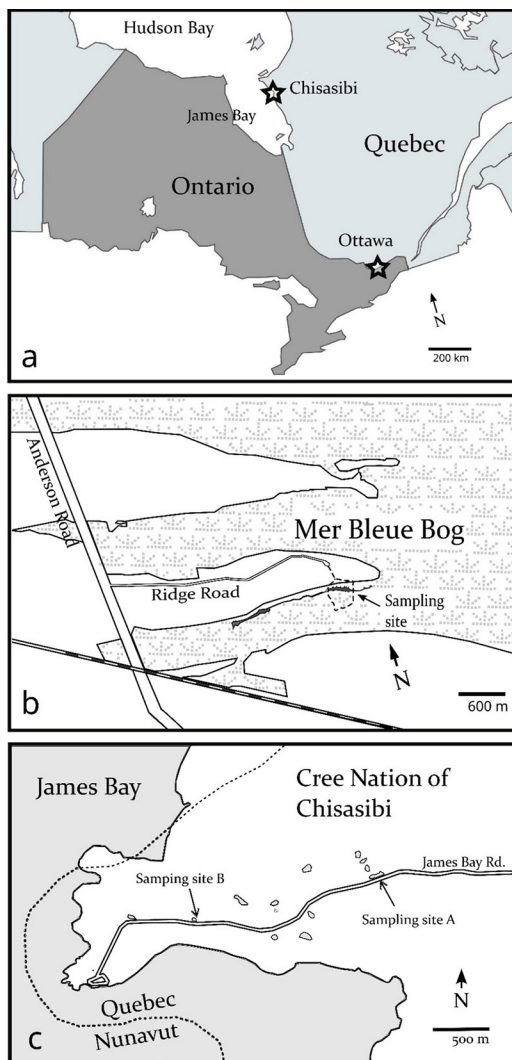 Hudson Bay
Chisasibi
James Bay
Quebec
Ontario
Ottawa
N
200 km
a
Anderson Road
Mer Bleue Bog
Ridge Road
Sampling
site
N
600 m
b
James Bay
Cree Nation of
Chisasibi
James Bay Rd.
Samping site B
Sampling site A
Quebec
Nunavut
N
500 m
c